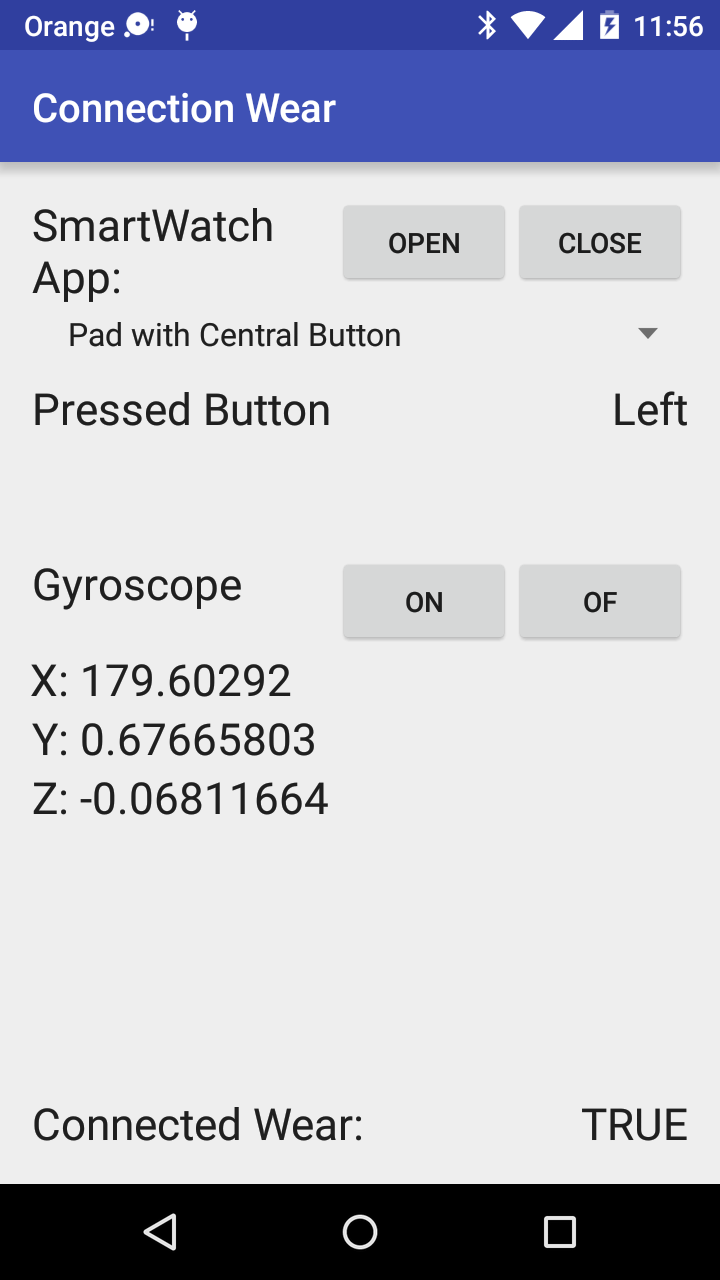 Orange 11:56
Connection Wear
SmartWatch App:
OPEN CLOSE
Pad with Central Button
Pressed Button Left
Gyroscope ON OF
X: 179.60292
Y: 0.67665803
Z: -0.06811664
Connected Wear: TRUE